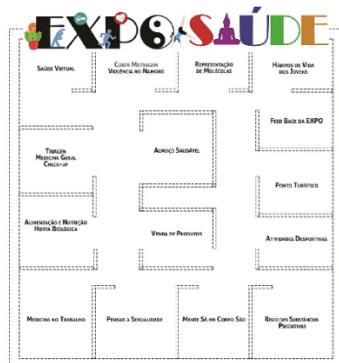 EXPO SAÚDE
SAÚDE VIRTUAL
CURTA METRAGEM
VIOLÊNCIA NO NAMORO
REPRESENTAÇÃO
DE MOLÉCULAS
HÁBITOS DE VIDA
DOS JOVENS
FEED BACK DA EXPO
TRIAGEM
MEDICINA GERAL
CHECK-UP
ALMOÇO SAUDÁVEL
PONTO TURÍSTICO
ALIMENTAÇÃO E NUTRIÇÃO
HORTA BIOLÓGICA
VENDA DE PRODUTOS
ATIVIDADES DESPORTIVAS
MEDICINA NO TRABALHO
PENSAR A SEXUALIDADE
MENTE SÃ EM CORPO SÃO
RISCO DAS SUBSTÂNCIAS
PSICOATIVAS